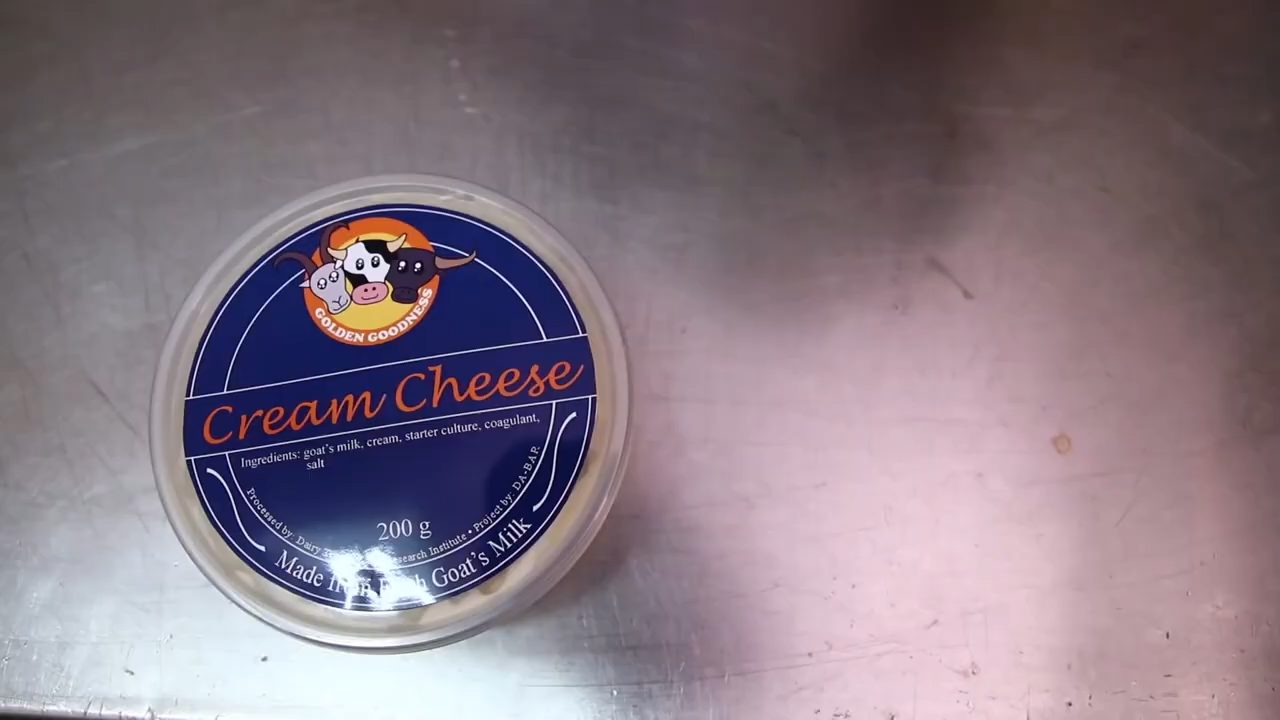 GOLDEN GOODNESS
Cream Cheese
Ingredients: goat's milk, cream, starter culture, coagulant,
salt
200 g
Processed by: Dairy Research Institute • Project by: DA-BAR
Made from Goat's Milk